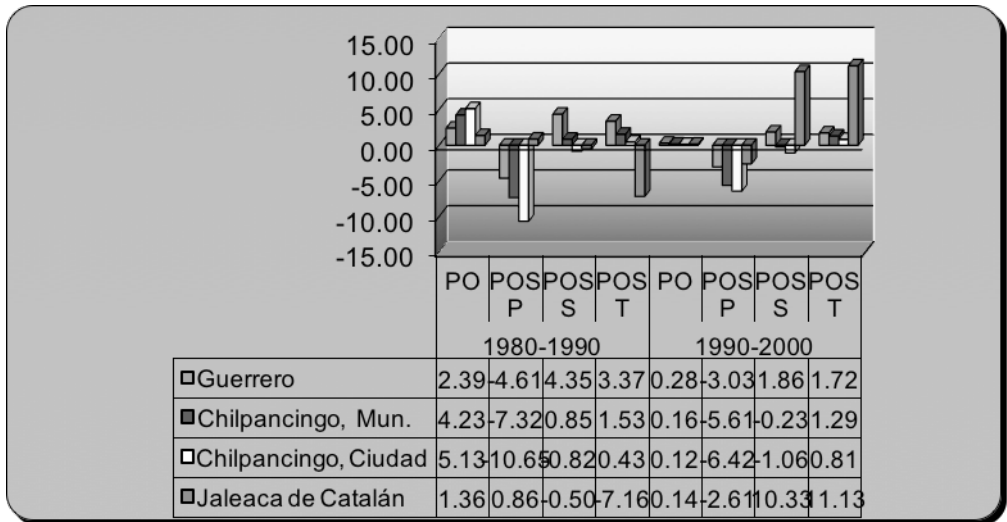 15.00
10.00
5.00
0.00
-5.00
-10.00
-15.00
PO POS POS POS PO POS POS POS
P S T P S T
1980-1990 1990-2000
Guerrero 2.39 -4.61 4.35 3.37 0.28 -3.03 1.86 1.72
Chilpancingo, Mun. 4.23 -7.32 0.85 1.53 0.16 -5.61 -0.23 1.29
Chilpancingo, Ciudad 5.13 -10.65 -0.82 0.43 0.12 -6.42 -1.06 0.81
Jaleaca de Catalán 1.36 0.86 -0.50 -7.16 0.14 -2.61 10.33 11.13